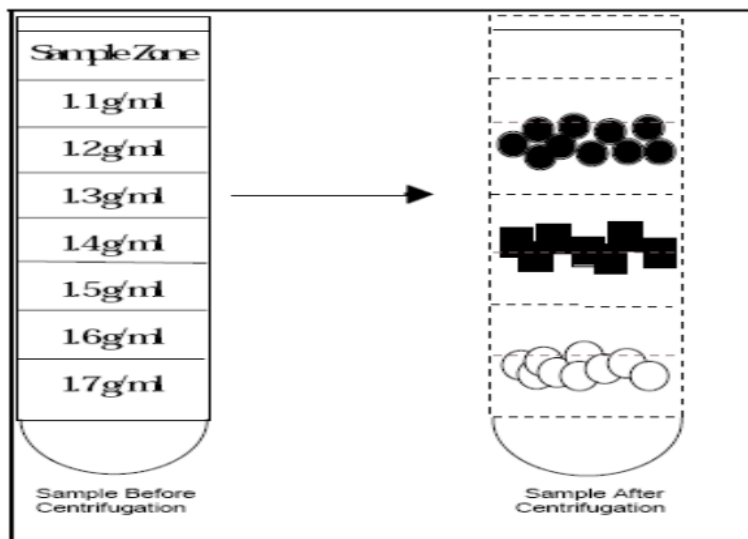 Sample Zone
1.1g/ml
1.2g/ml
1.3g/ml
1.4g/ml
1.5g/ml
1.6g/ml
1.7g/ml
Sample Before
Centrifugation
Sample After
Centrifugation